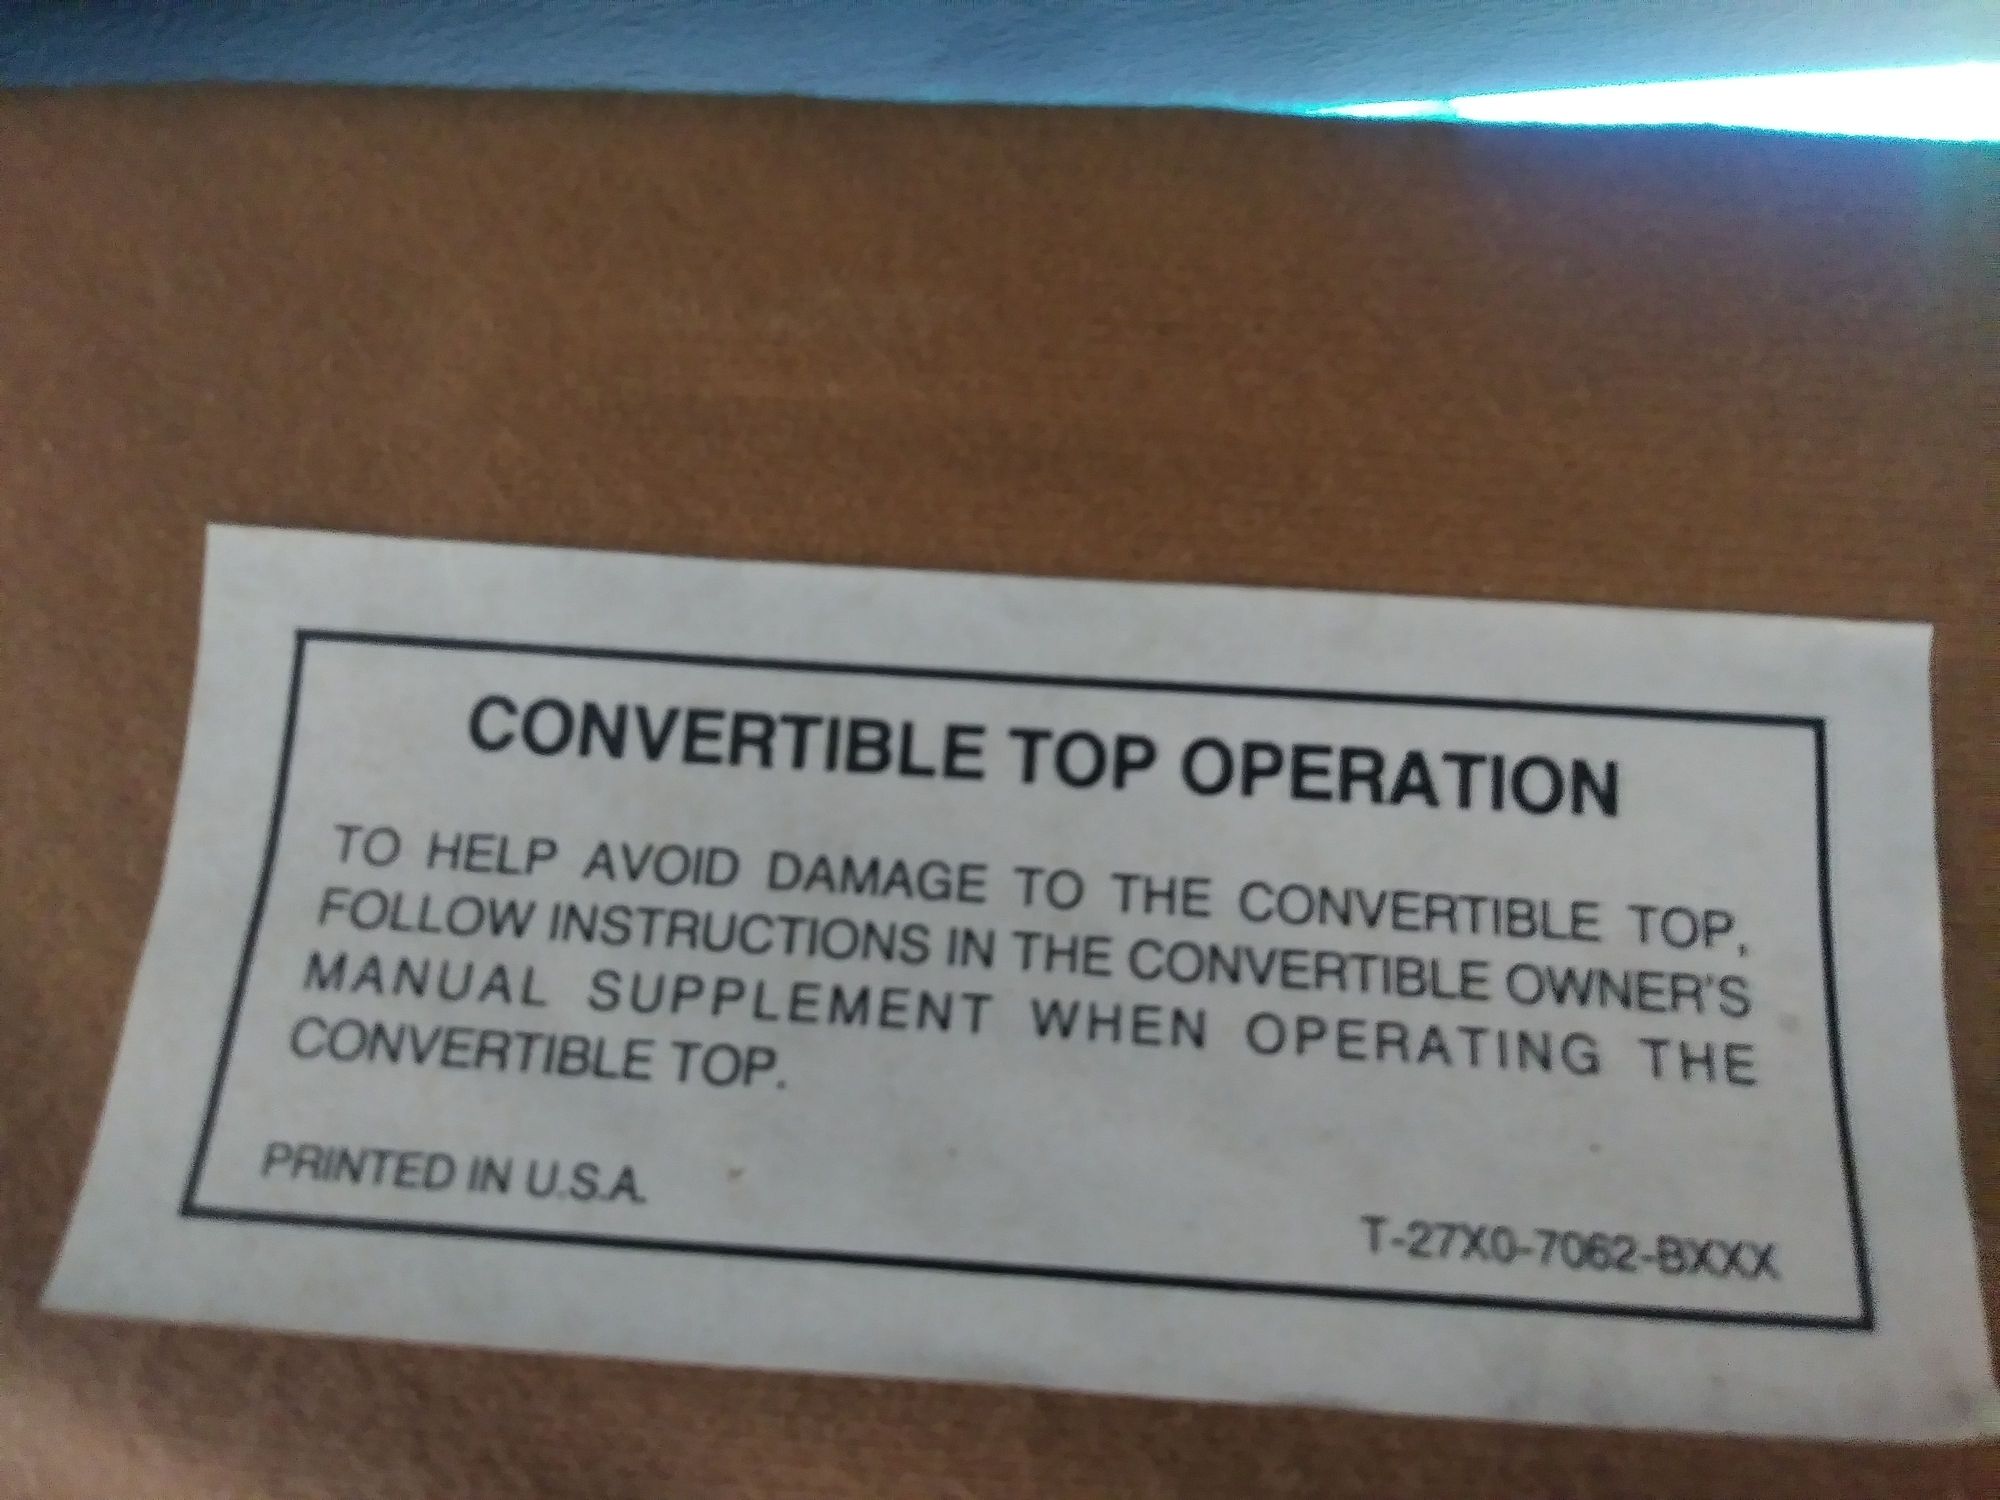 CONVERTIBLE TOP OPERATION
TO HELP AVOID DAMAGE TO THE CONVERTIBLE TOP,
FOLLOW INSTRUCTIONS IN THE CONVERTIBLE OWNER'S
MANUAL SUPPLEMENT WHEN OPERATING THE
CONVERTIBLE TOP.
PRINTED IN U.S.A.
T-27X0-7062-BXXX